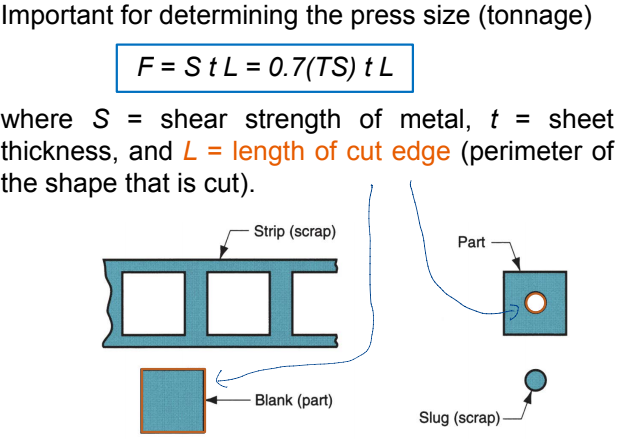 Important for determining the press size (tonnage)
F = S t L = 0.7(TS) t L
where S = shear strength of metal, t = sheet
thickness, and L = length of cut edge (perimeter of
the shape that is cut).
Strip (scrap)
Part
Blank (part)
Slug (scrap)